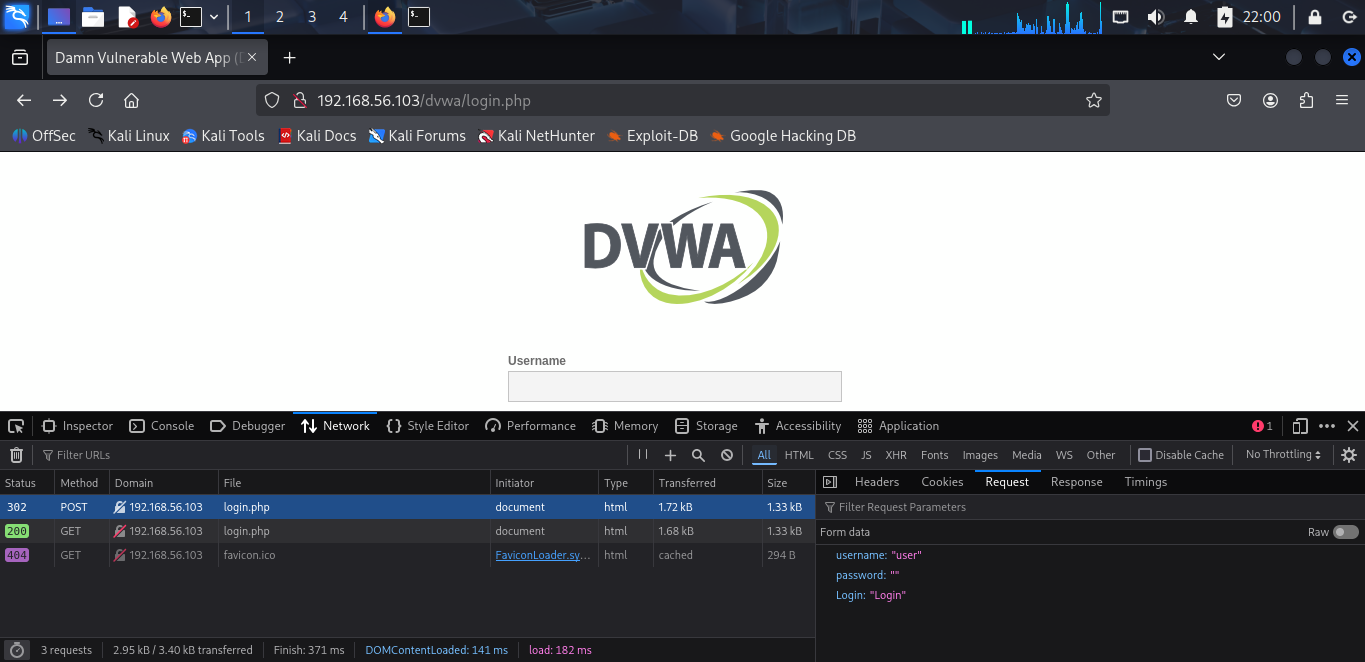 1 2 3 4 22:00
Damn Vulnerable Web App (D
192.168.56.103/dvwa/login.php
OffSec Kali Linux Kali Tools Kali Docs Kali Forums Kali NetHunter Exploit-DB Google Hacking DB
DVWA
Username
Inspector Console Debugger Network Style Editor Performance Memory Storage Accessibility Application 1
Filter URLs All HTML CSS JS XHR Fonts Images Media WS Other Disable Cache No Throttling
Status Method Domain File Initiator Type Transferred Size
302 POST 192.168.56.103 login.php document html 1.72 kB 1.33 kB
200 GET 192.168.56.103 login.php document html 1.68 kB 1.33 kB
404 GET 192.168.56.103 favicon.ico FaviconLoader.sy... html cached 294 B
3 requests 2.95 kB / 3.40 kB transferred Finish: 371 ms DOMContentLoaded: 141 ms load: 182 ms
Headers Cookies Request Response Timings
Filter Request Parameters
Form data Raw
username: "user"
password: ""
Login: "Login"